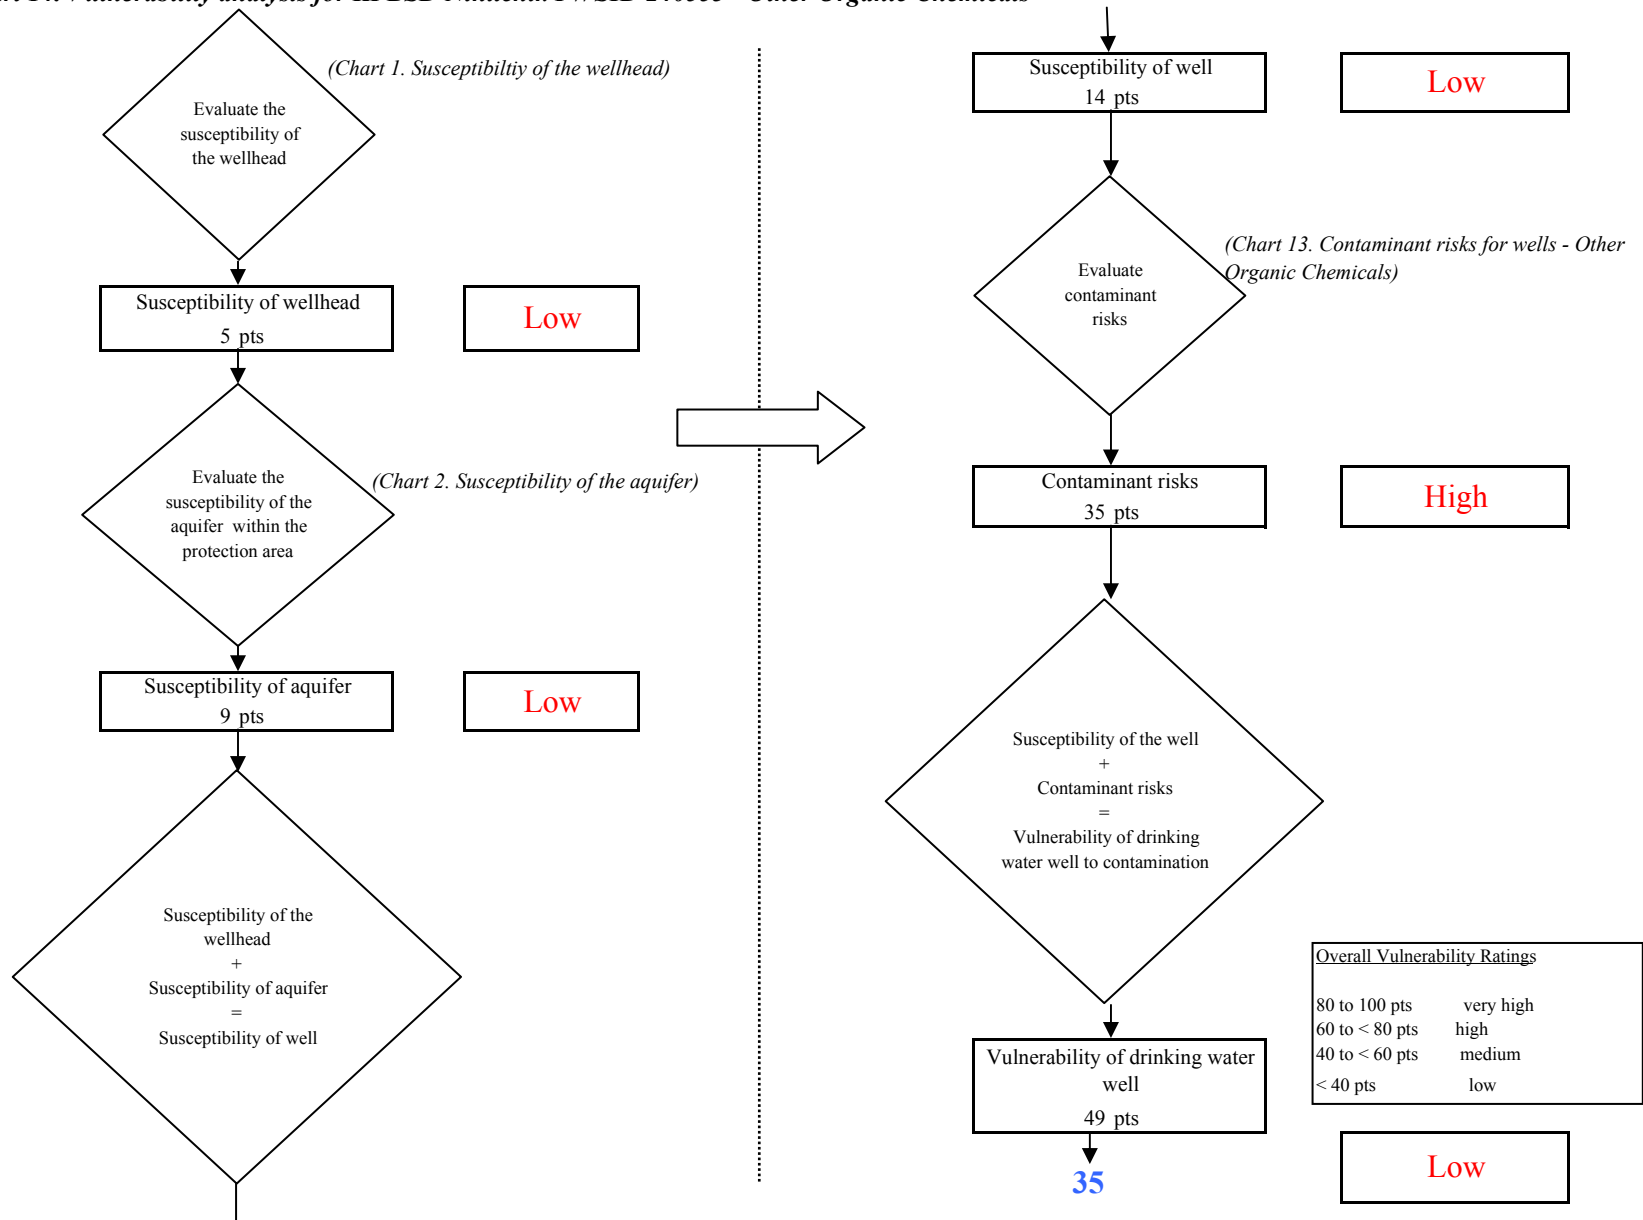 Vulnerability analysis for
- Other Organic Chemicals
(Chart 1. Susceptibiltiy of the wellhead)
Evaluate the
susceptibility of
the wellhead
Susceptibility of wellhead
5 pts
Low
Evaluate the
susceptibility of the
aquifer within the
protection area
(Chart 2. Susceptibility of the aquifer)
Susceptibility of aquifer
9 pts
Low
Susceptibility of the
wellhead
+
Susceptibility of aquifer
=
Susceptibility of well
Susceptibility of well
14 pts
Low
Evaluate
contaminant
risks
(Chart 13. Contaminant risks for wells - Other
Organic Chemicals)
Contaminant risks
35 pts
High
Susceptibility of the well
+
Contaminant risks
=
Vulnerability of drinking
water well to contamination
Vulnerability of drinking water
well
49 pts
35
Overall Vulnerability Ratings
80 to 100 pts very high
60 to < 80 pts high
40 to < 60 pts medium
< 40 pts low
Low